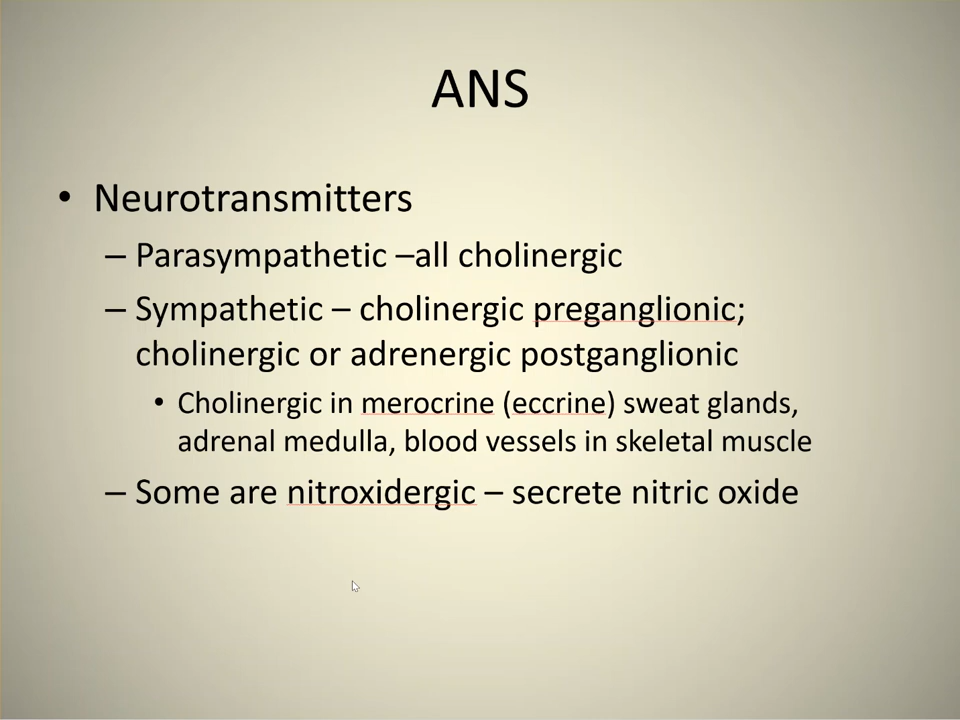 ANS
• Neurotransmitters
– Parasympathetic –all cholinergic
– Sympathetic – cholinergic preganglionic;
cholinergic or adrenergic postganglionic
• Cholinergic in merocrine (eccrine) sweat glands,
adrenal medulla, blood vessels in skeletal muscle
– Some are nitroxidergic – secrete nitric oxide